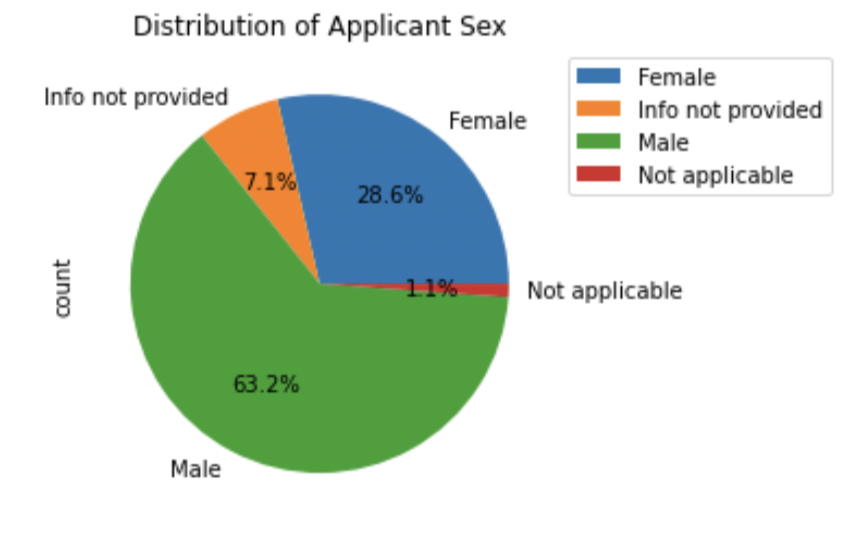 Distribution of Applicant Sex
Female
Info not provided
Male
Not applicable
Info not provided
Female
7.1%
28.6%
count
1.1%
Not applicable
63.2%
Male